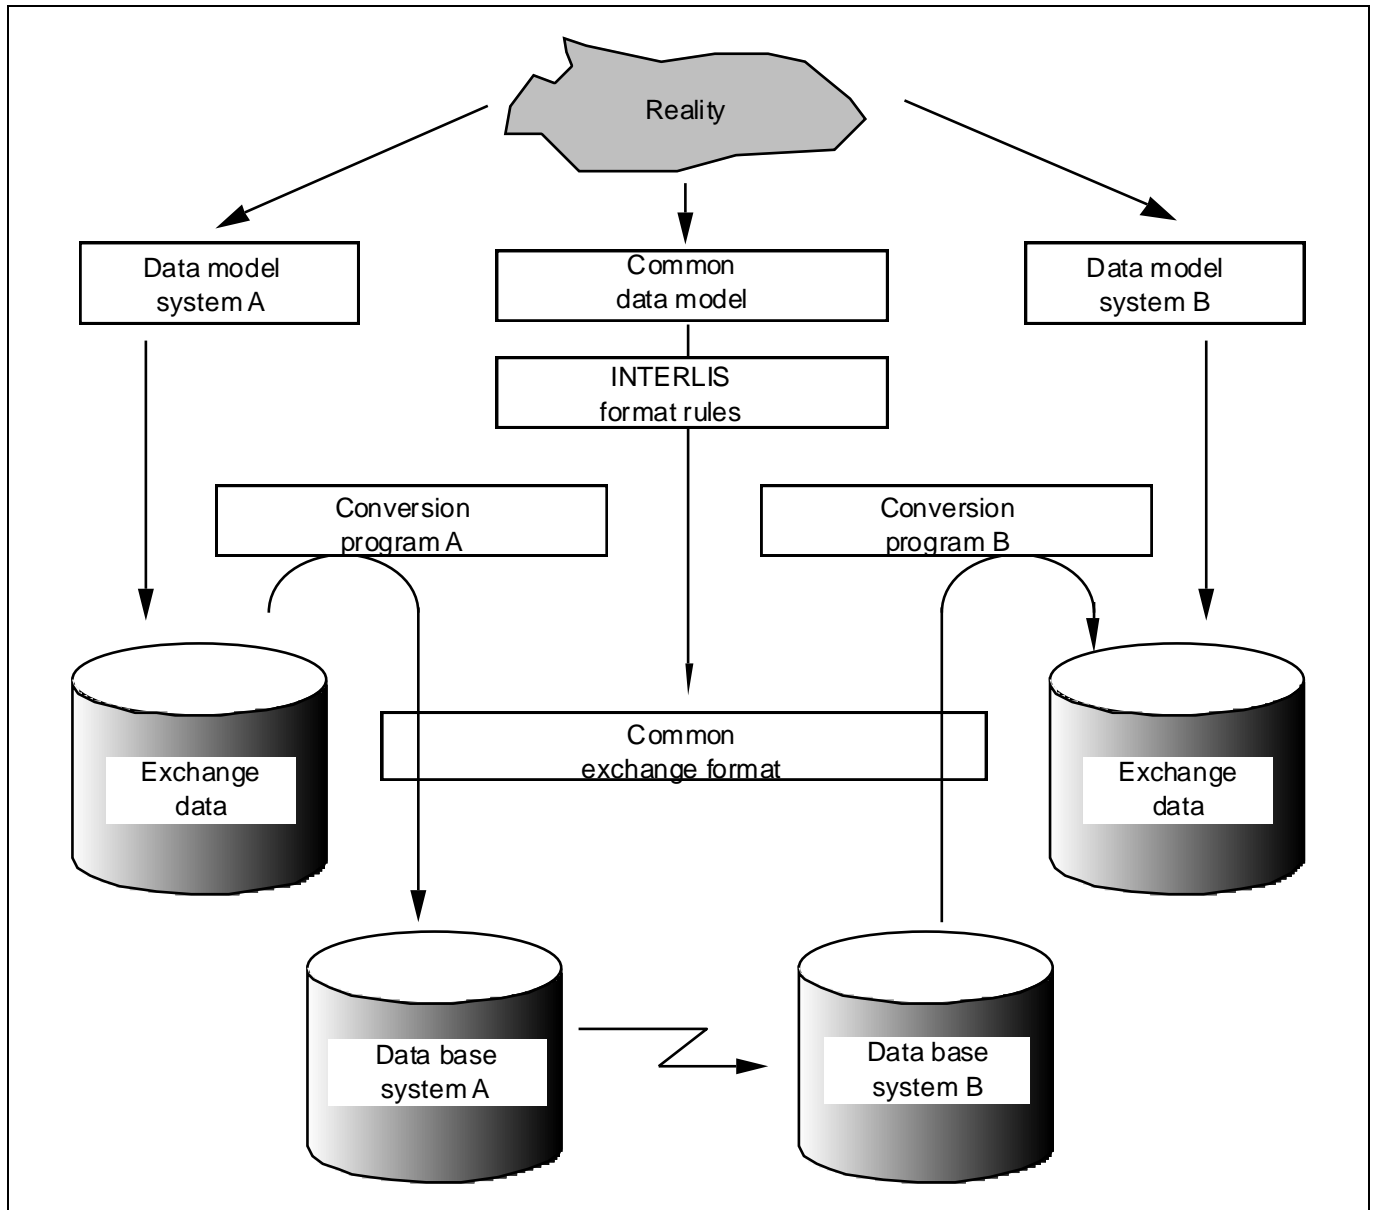 Reality
Data model
system A
Common
data model
Data model
system B
INTERLIS
format rules
Conversion
program A
Conversion
program B
Common
exchange format
Exchange
data
Exchange
data
Data base
system A
Data base
system B